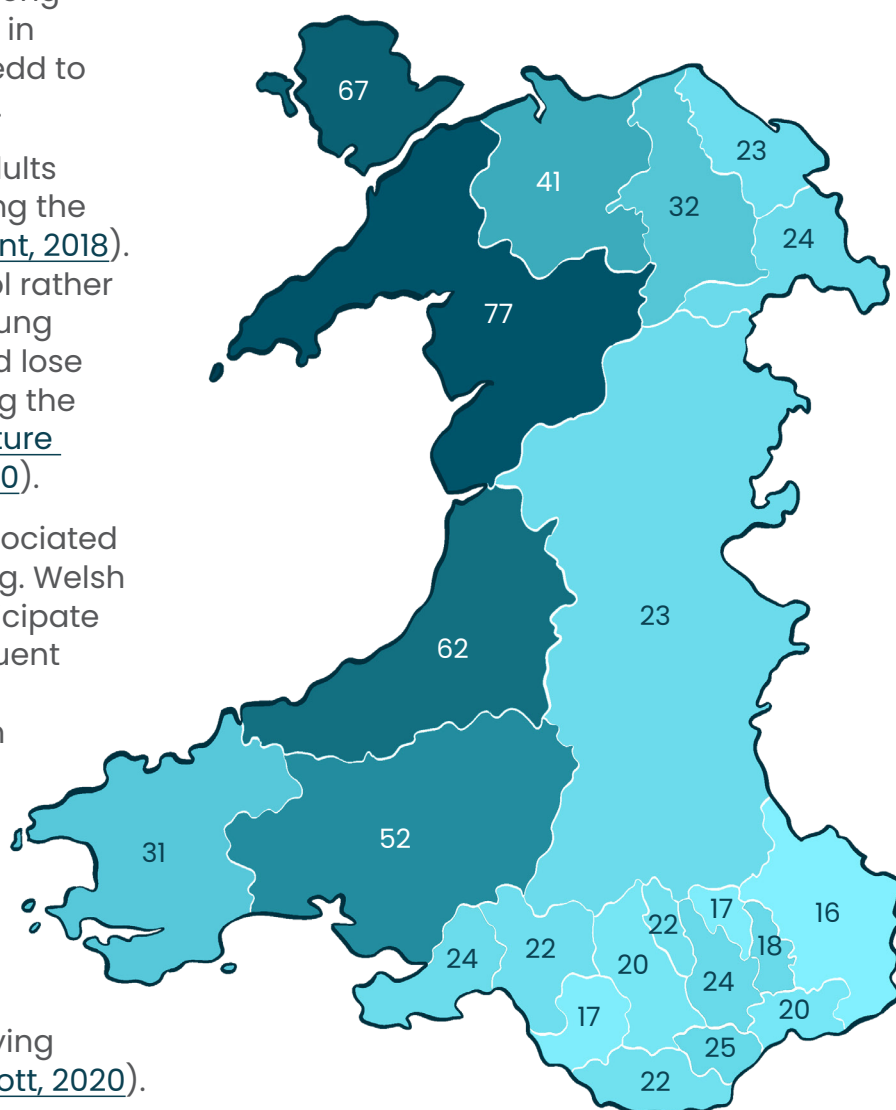 in
edd to
dults
ng the
nt, 2018).
ol rather
ung
d lose
g the
ture
0).
ociated
g. Welsh
cipate
uent
n
ving
ott, 2020).
67
41
32
23
24
77
62
23
31
52
24
22
17
20
22
17
24
18
16
20
25
22